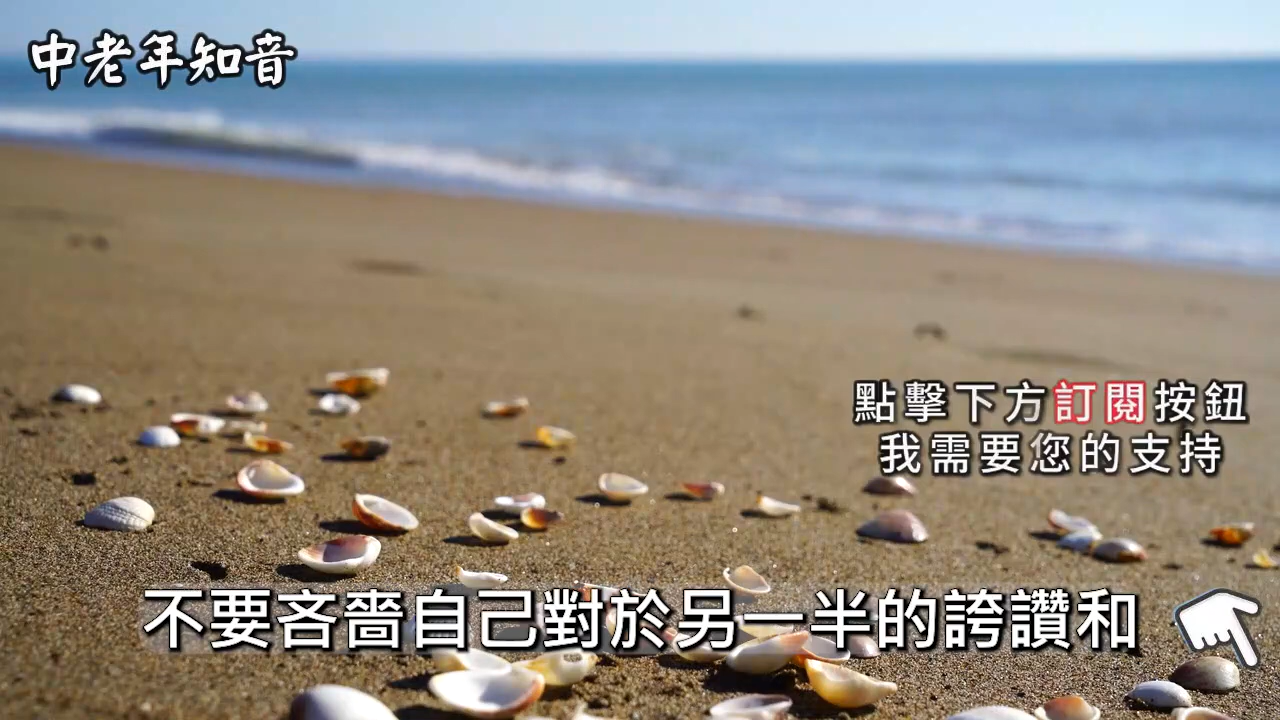 中老年知音
點擊下方訂閱按鈕
我需要您的支持
不要吝嗇自己對於另一半的誇讚和